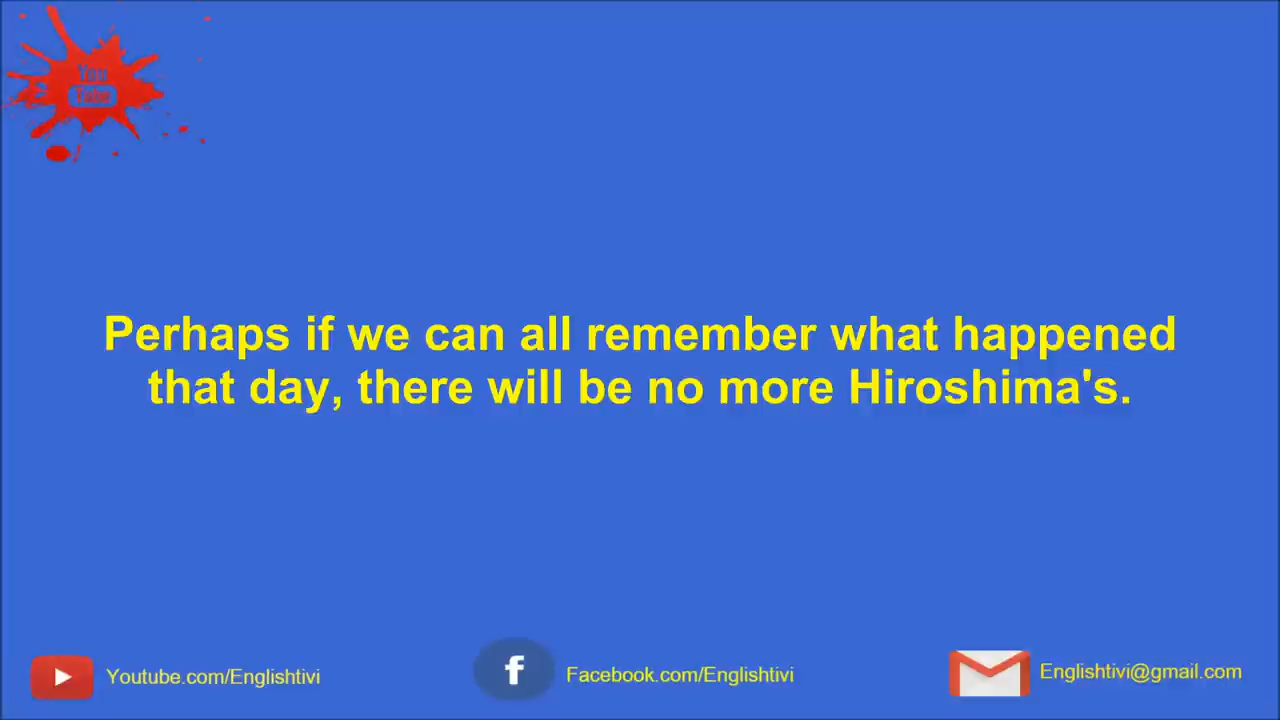 You
Tube
Perhaps if we can all remember what happened
that day, there will be no more Hiroshima's.
Youtube.com/Englishtivi
f
Facebook.com/Englishtivi
Englishtivi@gmail.com